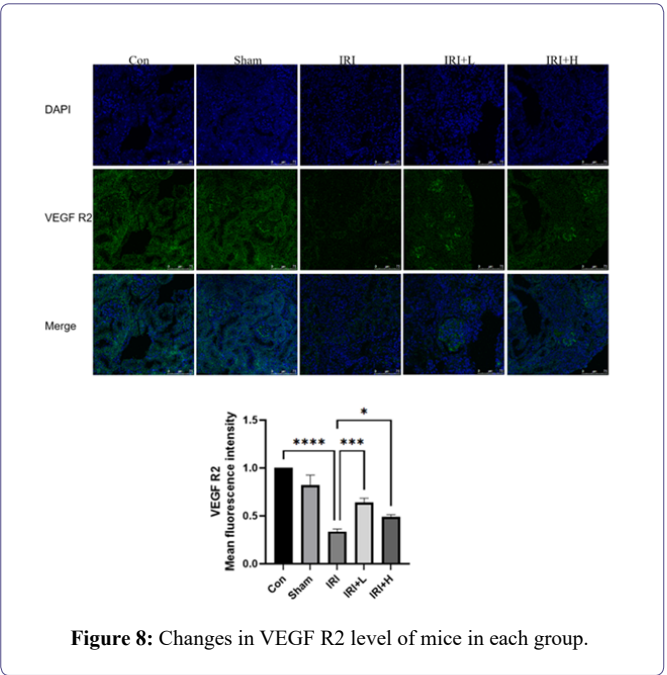 Con Sham IRI IRI+L IRI+H
DAPI
VEGF R2
Merge
VEGF R2
Mean fluorescence intensity
1.5
1.0
0.5
0.0
*
**** ***
Con Sham IRI IRI+L IRI+H
Figure 8: Changes in VEGF R2 level of mice in each group.